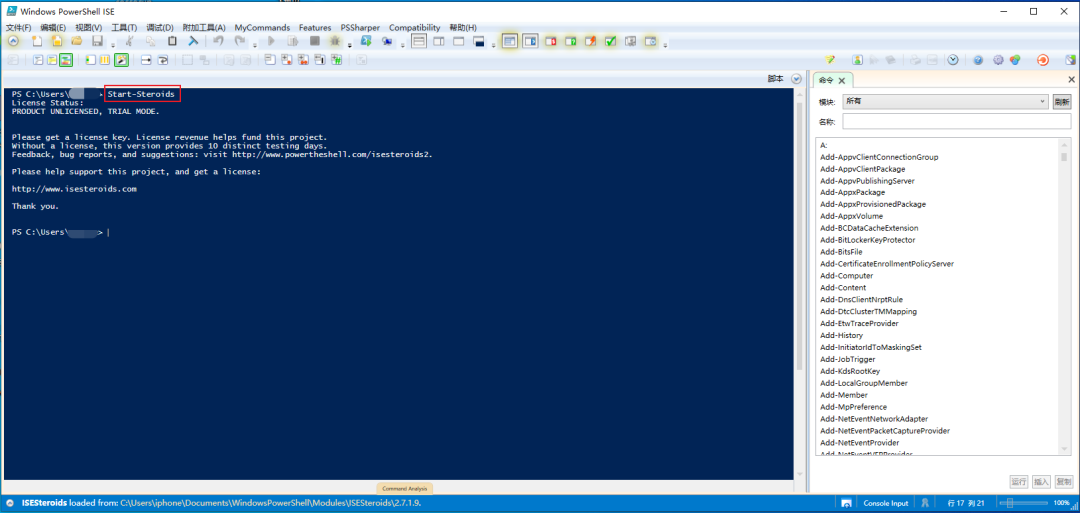 Windows PowerShell ISE
文件(F) 编辑(E) 视图(V) 工具(T) 调试(D) 附加工具(A) MyCommands Features PSSharper Compatibility 帮助(H)
脚本
PS C:\Users\ > Start-Steroids
License Status:
PRODUCT UNLICENSED, TRIAL MODE.
Please get a license key. License revenue helps fund this project.
Without a license, this version provides 10 distinct testing days.
Feedback, bug reports, and suggestions: visit http://www.powertheshell.com/isesteroids2.
Please help support this project, and get a license:
http://www.isesteroids.com
Thank you.
PS C:\Users\ >
Command Analysis
命令
模块: 所有 刷新
名称:
A:
Add-AppvClientConnectionGroup
Add-AppvClientPackage
Add-AppvPublishingServer
Add-AppxPackage
Add-AppxProvisionedPackage
Add-AppxVolume
Add-BCDataCacheExtension
Add-BitLockerKeyProtector
Add-BitsFile
Add-CertificateEnrollmentPolicyServer
Add-Computer
Add-Content
Add-DnsClientNrptRule
Add-DtcClusterTMMapping
Add-EtwTraceProvider
Add-History
Add-InitiatorIdToMaskingSet
Add-JobTrigger
Add-KdsRootKey
Add-LocalGroupMember
Add-Member
Add-MpPreference
Add-NetEventNetworkAdapter
Add-NetEventPacketCaptureProvider
Add-NetEventProvider
Add-NetEventVFPProvider
运行 插入 复制
ISESteroids loaded from: C:\Users\iphone\Documents\WindowsPowerShell\Modules\ISESteroids\2.7.1.9.
Console Input 行 17 列 21 100%